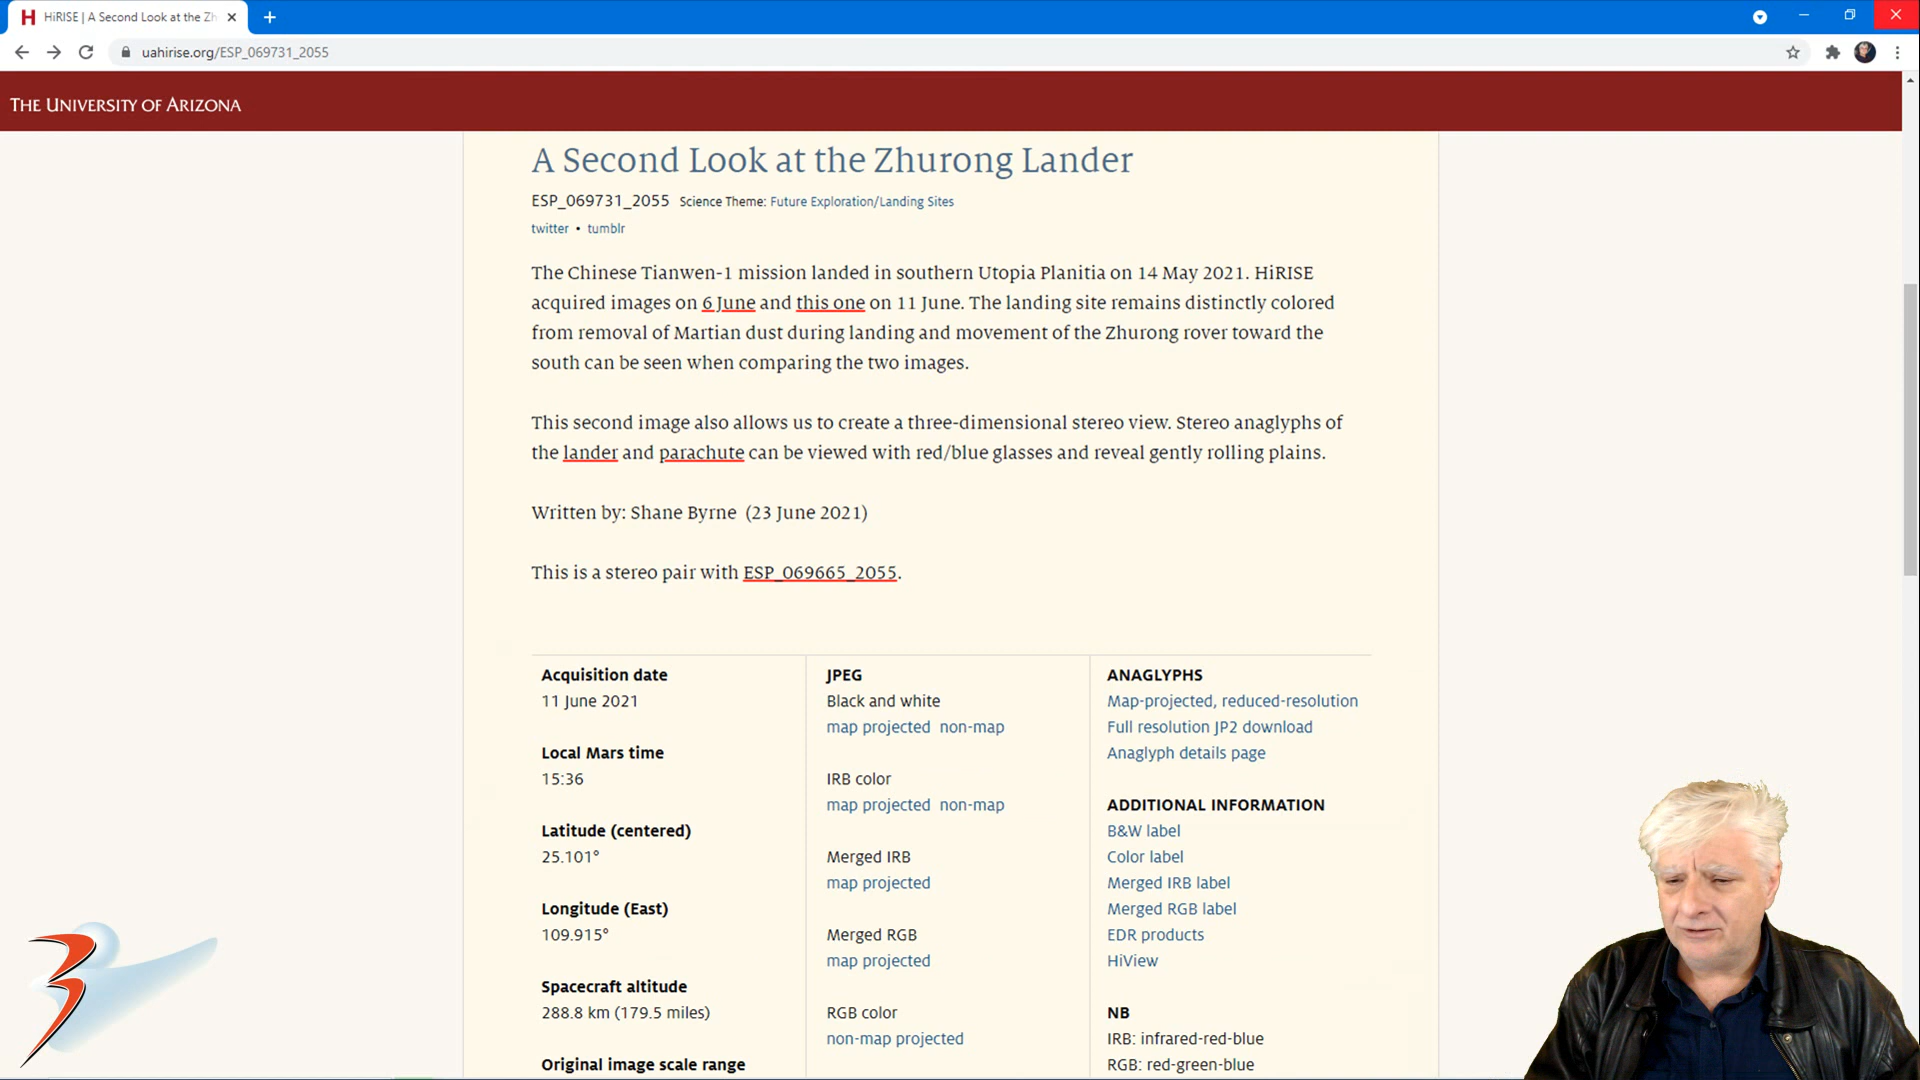 HiRISE | A Second Look at the Zh
uahirise.org/ESP_069731_2055
THE UNIVERSITY OF ARIZONA
A Second Look at the Zhurong Lander
ESP_069731_2055 Science Theme: Future Exploration/Landing Sites
twitter • tumblr
The Chinese Tianwen-1 mission landed in southern Utopia Planitia on 14 May 2021. HiRISE
acquired images on 6 June and this one on 11 June. The landing site remains distinctly colored
from removal of Martian dust during landing and movement of the Zhurong rover toward the
south can be seen when comparing the two images.
This second image also allows us to create a three-dimensional stereo view. Stereo anaglyphs of
the lander and parachute can be viewed with red/blue glasses and reveal gently rolling plains.
Written by: Shane Byrne (23 June 2021)
This is a stereo pair with ESP_069665_2055.
Acquisition date
11 June 2021
Local Mars time
15:36
Latitude (centered)
25.101°
Longitude (East)
109.915°
Spacecraft altitude
288.8 km (179.5 miles)
Original image scale range
JPEG
Black and white
map projected non-map
IRB color
map projected non-map
Merged IRB
map projected
Merged RGB
map projected
RGB color
non-map projected
ANAGLYPHS
Map-projected, reduced-resolution
Full resolution JP2 download
Anaglyph details page
ADDITIONAL INFORMATION
B&W label
Color label
Merged IRB label
Merged RGB label
EDR products
HiView
NB
IRB: infrared-red-blue
RGB: red-green-blue